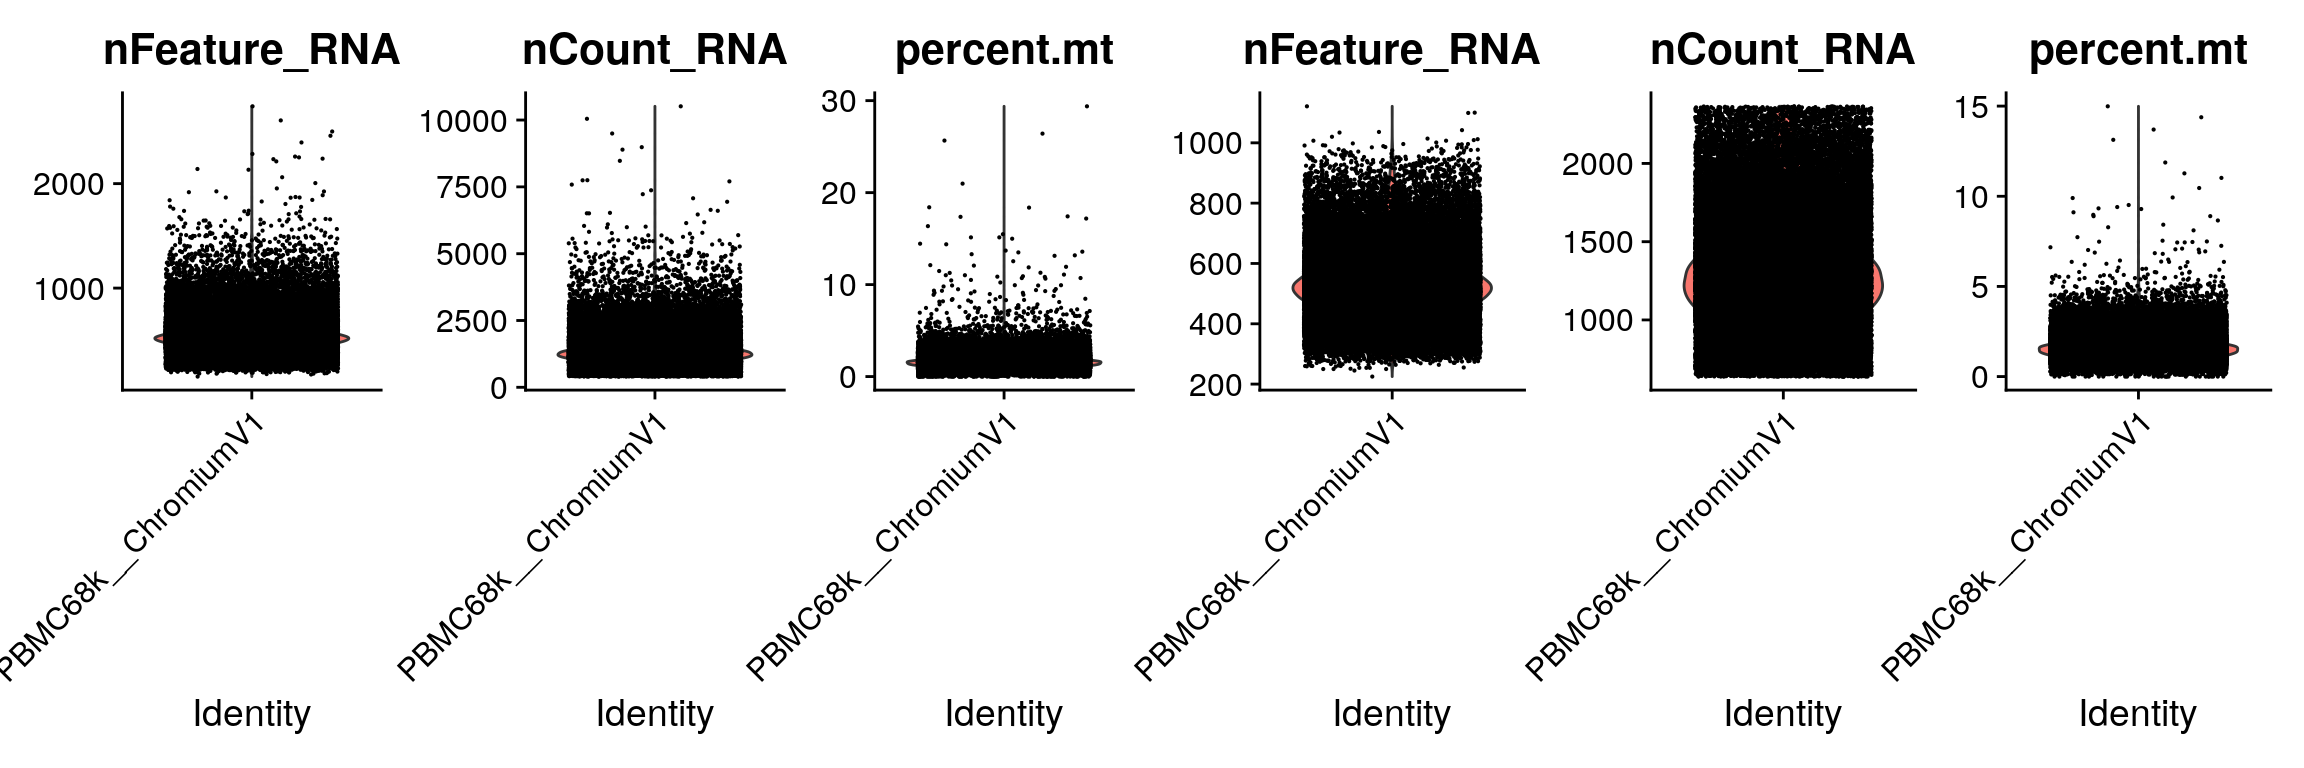 nFeature_RNA
2000
1000
PBMC68k__ChromiumV1
Identity
nCount_RNA
10000
7500
5000
2500
0
PBMC68k__ChromiumV1
Identity
percent.mt
30
20
10
0
PBMC68k__ChromiumV1
Identity
nFeature_RNA
1000
800
600
400
200
PBMC68k__ChromiumV1
Identity
nCount_RNA
2000
1500
1000
PBMC68k__ChromiumV1
Identity
percent.mt
15
10
5
0
PBMC68k__ChromiumV1
Identity